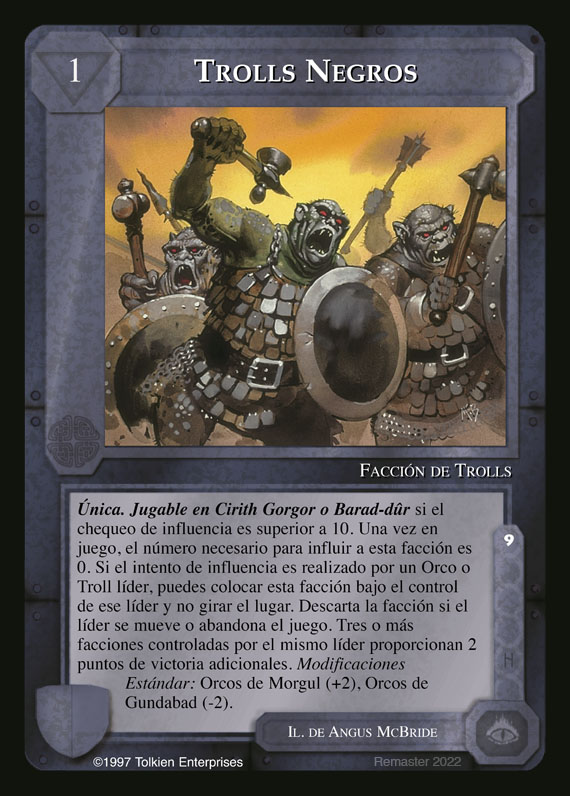 1
TROLLS NEGROS
FACCIÓN DE TROLLS
Única. Jugable en Cirith Gorgor o Barad-dûr si el
chequeo de influencia es superior a 10. Una vez en
juego, el número necesario para influir a esta facción es
0. Si el intento de influencia es realizado por un Orco o
Troll líder, puedes colocar esta facción bajo el control
de ese líder y no girar el lugar. Descarta la facción si el
líder se mueve o abandona el juego. Tres o más
facciones controladas por el mismo líder proporcionan 2
puntos de victoria adicionales. Modificaciones
Estándar: Orcos de Morgul (+2), Orcos de
Gundabad (-2).
9
H
IL. DE ANGUS MCBRIDE
©1997 Tolkien Enterprises
Remaster 2022